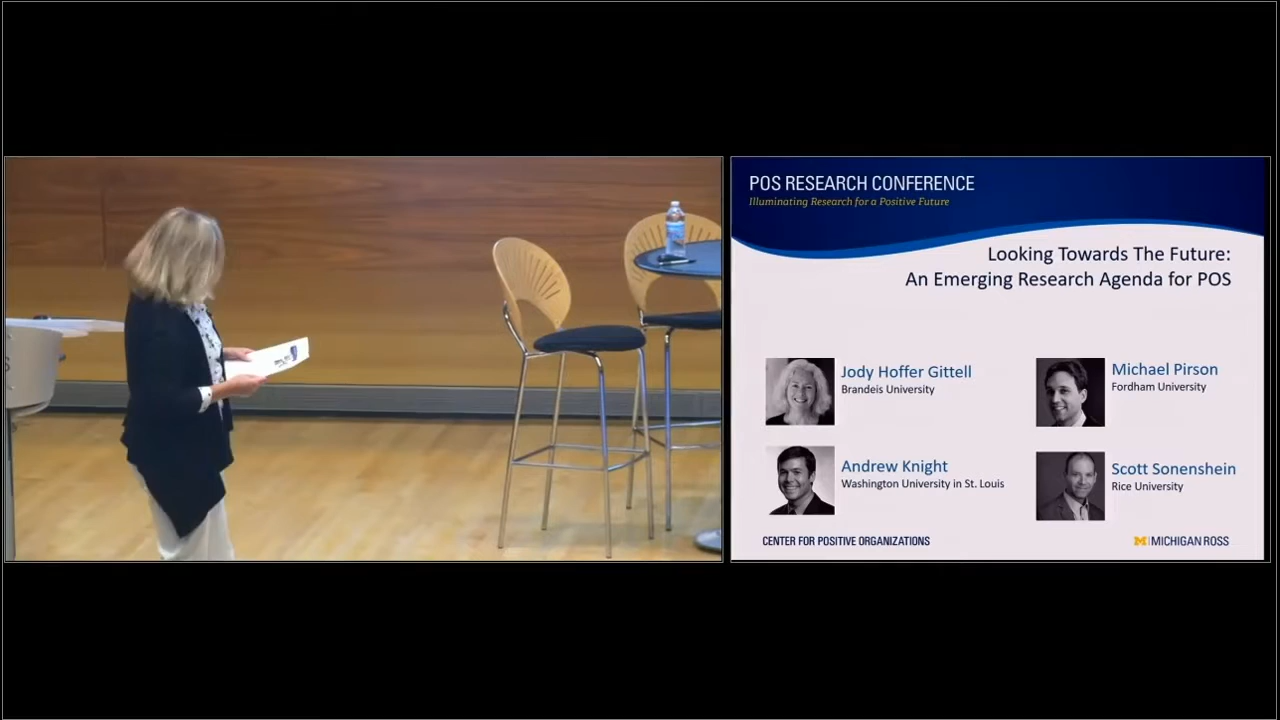 POS RESEARCH CONFERENCE
Illuminating Research for a Positive Future
Looking Towards The Future:
An Emerging Research Agenda for POS
Jody Hoffer Gittell
Brandeis University
Michael Pirson
Fordham University
Andrew Knight
Washington University in St. Louis
Scott Sonenshein
Rice University
CENTER FOR POSITIVE ORGANIZATIONS
M MICHIGAN ROSS